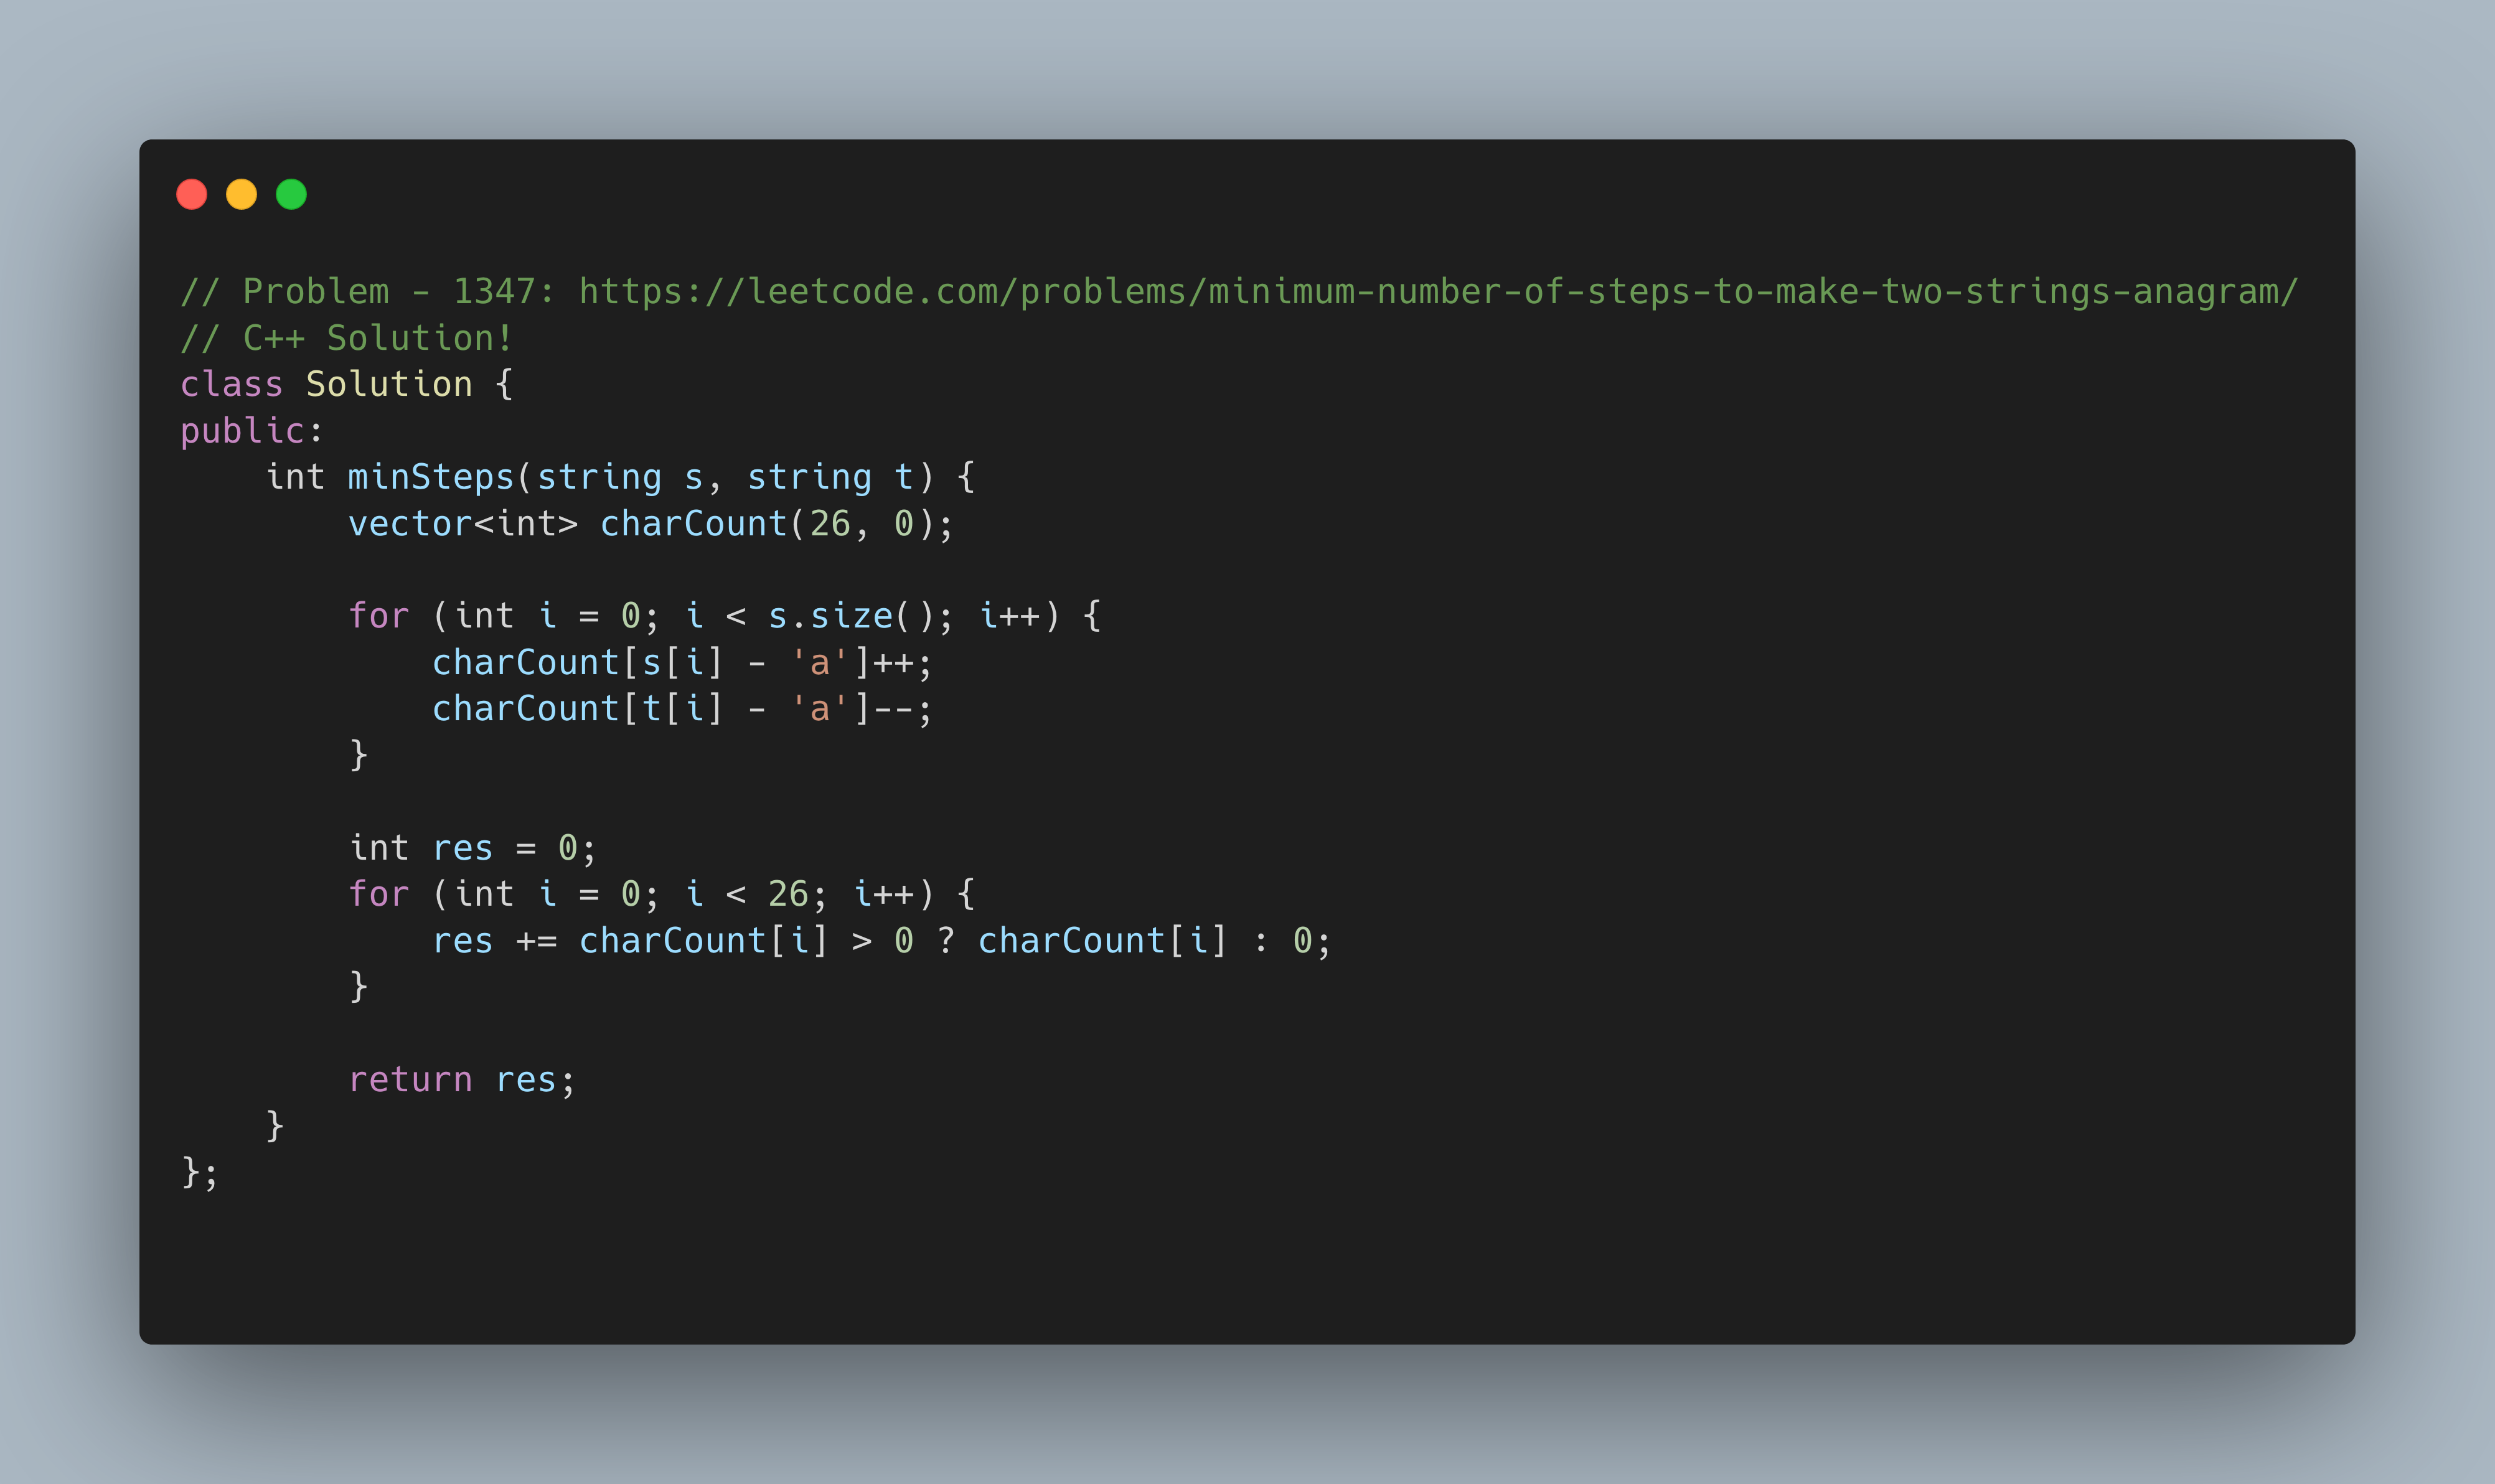 // Problem - 1347: https://leetcode.com/problems/minimum-number-of-steps-to-make-two-strings-anagram/
// C++ Solution!
class Solution {
public:
    int minSteps(string s, string t) {
        vector<int> charCount(26, 0);
        for (int i = 0; i < s.size(); i++) {
            charCount[s[i] - 'a']++;
            charCount[t[i] - 'a']--;
        }
        int res = 0;
        for (int i = 0; i < 26; i++) {
            res += charCount[i] > 0 ? charCount[i] : 0;
        }
        return res;
    }
};